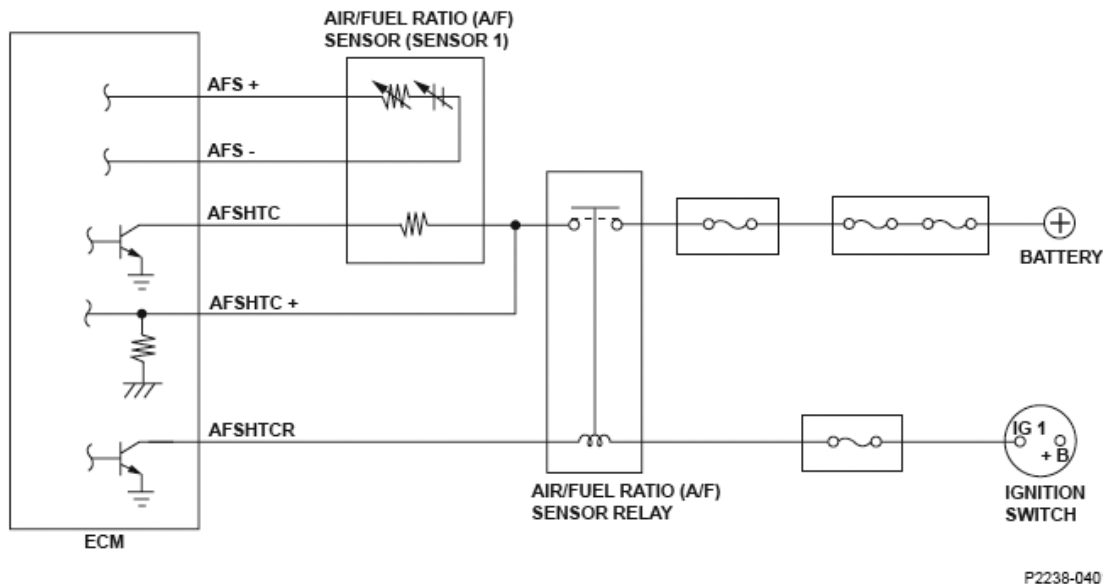 AIR/FUEL RATIO (A/F)
SENSOR (SENSOR 1)
AFS +
AFS -
AFSHTC
AFSHTC +
AFSHTCR
ECM
AIR/FUEL RATIO (A/F)
SENSOR RELAY
BATTERY
IG 1
+ B
IGNITION
SWITCH
P2238-040